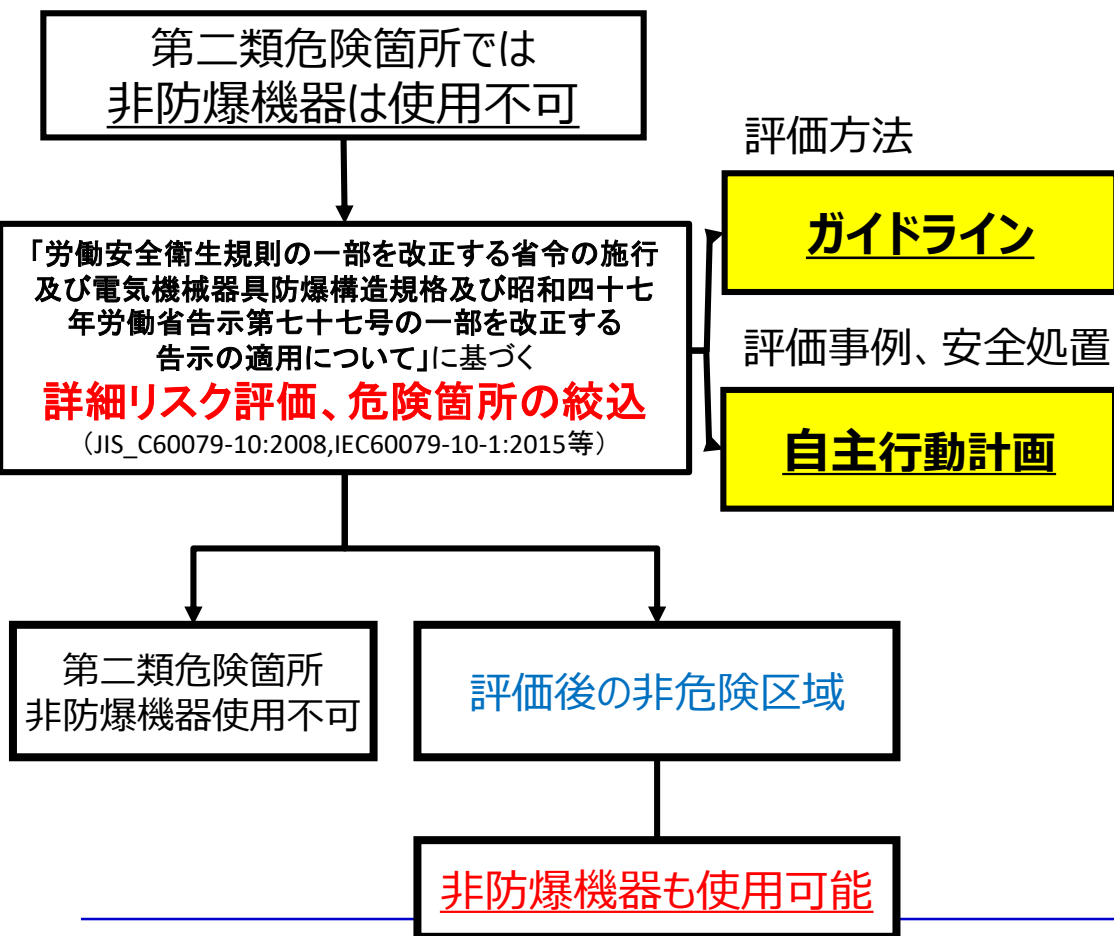 第二類危険箇所では
非防爆機器は使用不可
評価方法
ガイドライン
「労働安全衛生規則の一部を改正する省令の施行
及び電気機械器具防爆構造規格及び昭和四十七
年労働省告示第七十七号の一部を改正する
告示の適用について」に基づく
詳細リスク評価、危険箇所の絞込
（JIS_C60079-10:2008,IEC60079-10-1:2015等）
評価事例、安全処置
自主行動計画
第二類危険箇所
非防爆機器使用不可
評価後の非危険区域
非防爆機器も使用可能